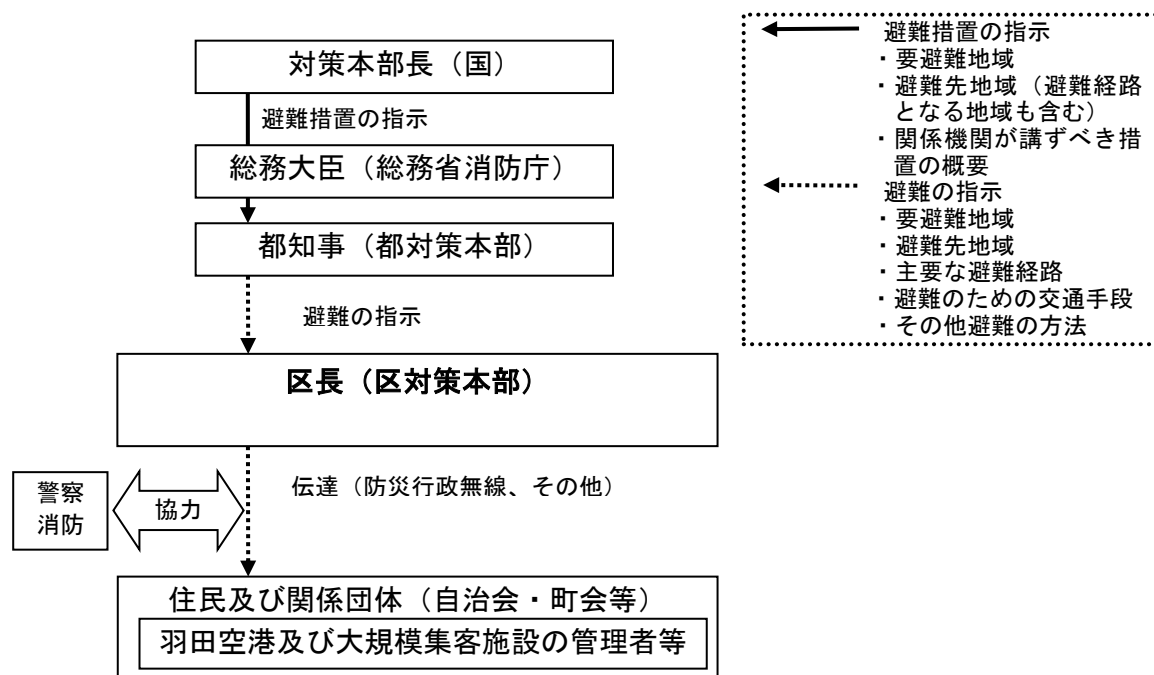 対策本部長（国）
避難措置の指示
総務大臣（総務省消防庁）
都知事（都対策本部）
避難の指示
区長（区対策本部）
伝達（防災行政無線、その他）
警察
消防
協力
住民及び関係団体（自治会・町会等）
羽田空港及び大規模集客施設の管理者等
避難措置の指示
・要避難地域
・避難先地域（避難経路
となる地域も含む）
・関係機関が講ずべき措
置の概要
避難の指示
・要避難地域
・避難先地域
・主要な避難経路
・避難のための交通手段
・その他避難の方法